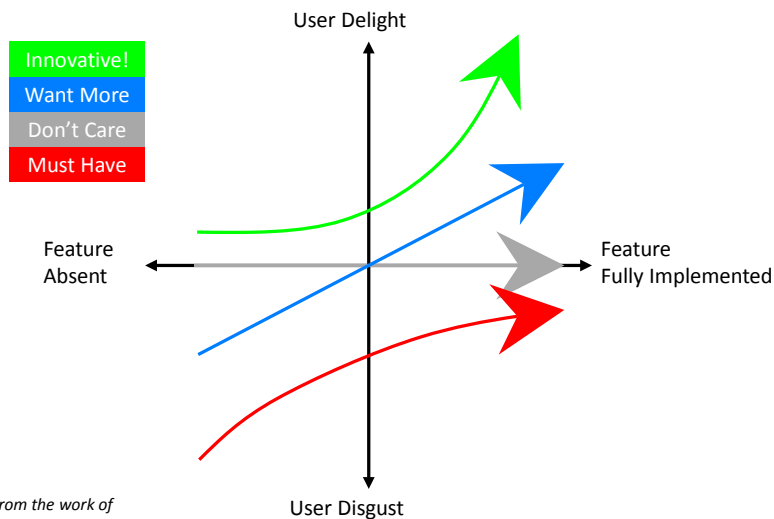 User Delight
Innovative!
Want More
Don't Care
Must Have
Feature
Absent
Feature
Fully Implemented
rom the work of
User Disgust